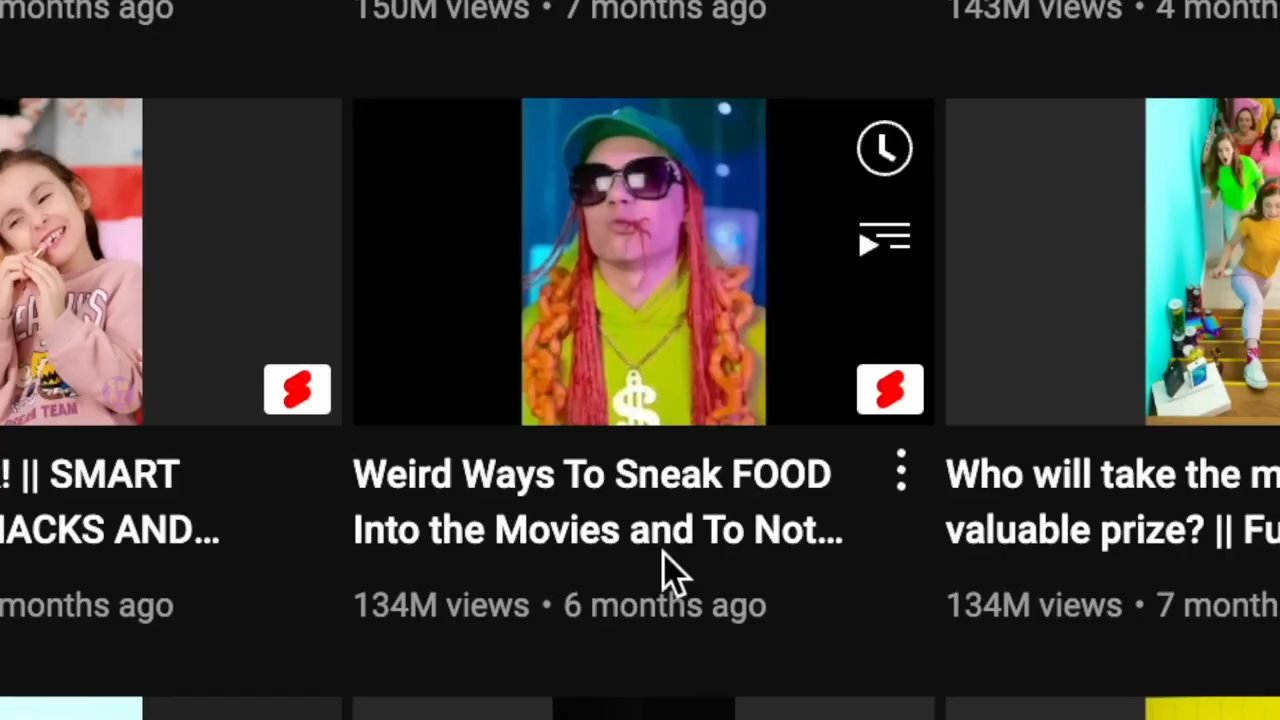 months ago
150M views • 7 months ago
143M views • 4 month
TEAM
! || SMART
HACKS AND...
months ago
Weird Ways To Sneak FOOD
Into the Movies and To Not...
134M views • 6 months ago
Who will take the m
valuable prize? || Fu
134M views • 7 month